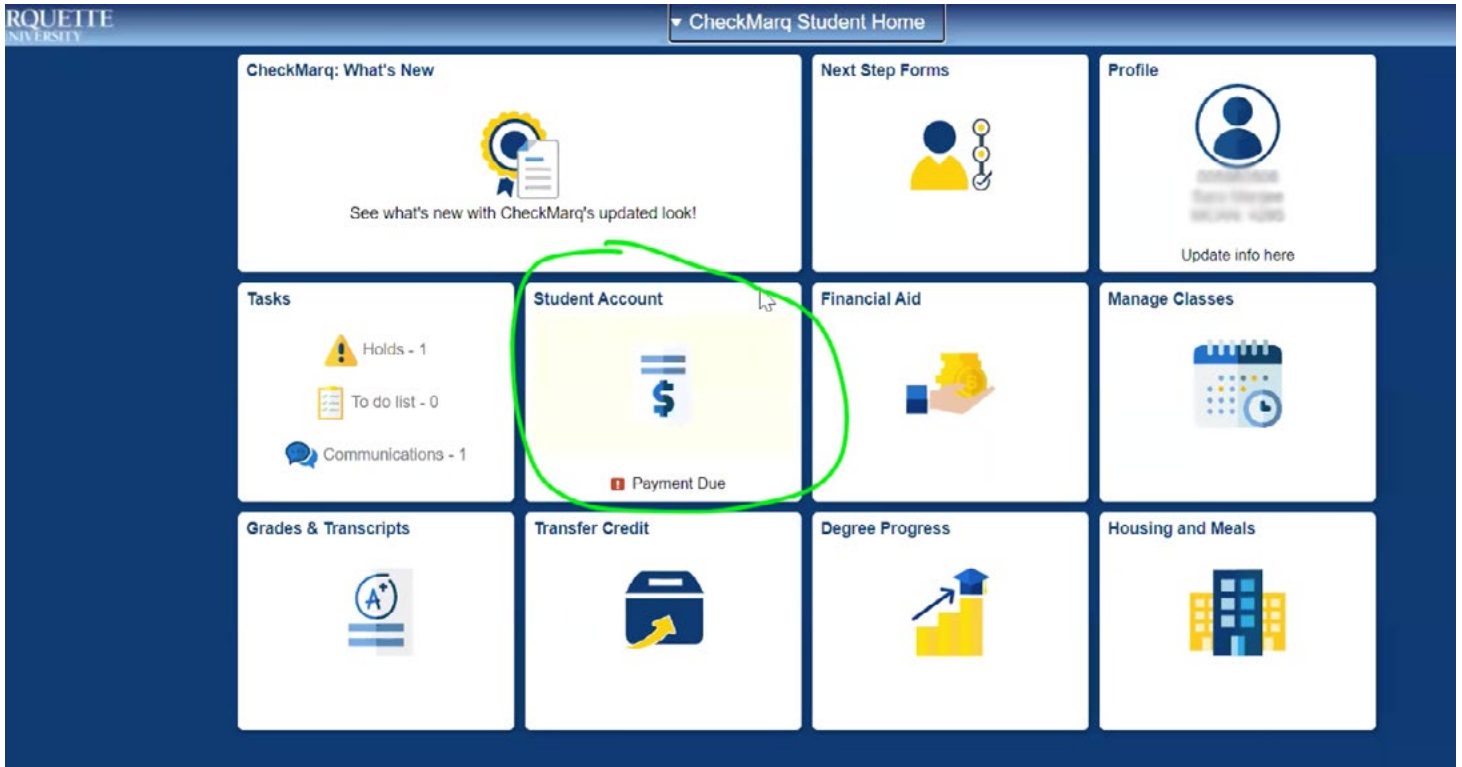 RQUETTE
NIVERSITY
CheckMarq Student Home
CheckMarq: What's New
See what's new with CheckMarq's updated look!
Next Step Forms
Profile
Update info here
Tasks
Holds - 1
To do list - 0
Communications - 1
Student Account
$
Payment Due
Financial Aid
Manage Classes
Grades & Transcripts
A+
Transfer Credit
Degree Progress
Housing and Meals